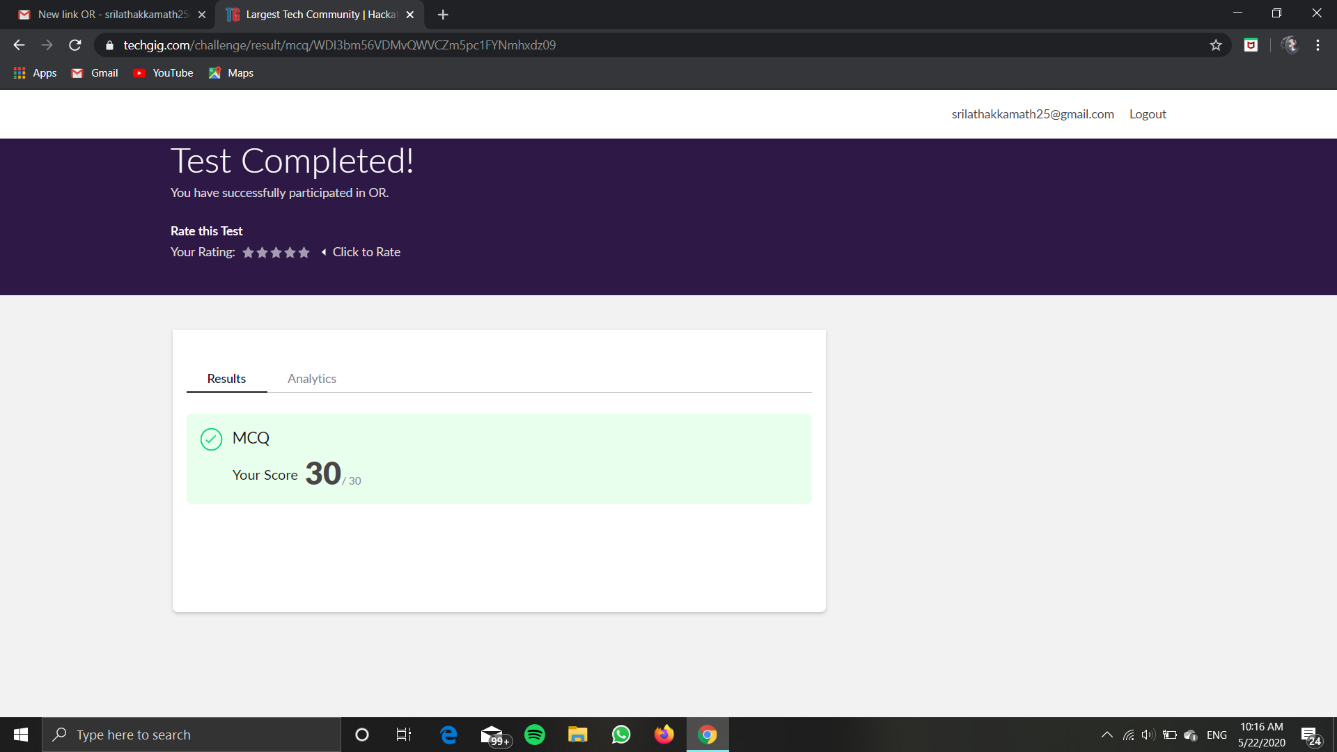 New link OR - srilathakkamath25
Largest Tech Community | Hacka
techgig.com/challenge/result/mcq/WDI3bm56VDMvQWVCZm5pc1FYNmhxdz09
Apps Gmail YouTube Maps
srilathakkamath25@gmail.com Logout
Test Completed!
You have successfully participated in OR.
Rate this Test
Your Rating: Click to Rate
Results Analytics
MCQ
Your Score 30 / 30
Type here to search
99+
ENG
10:16 AM
5/22/2020
24